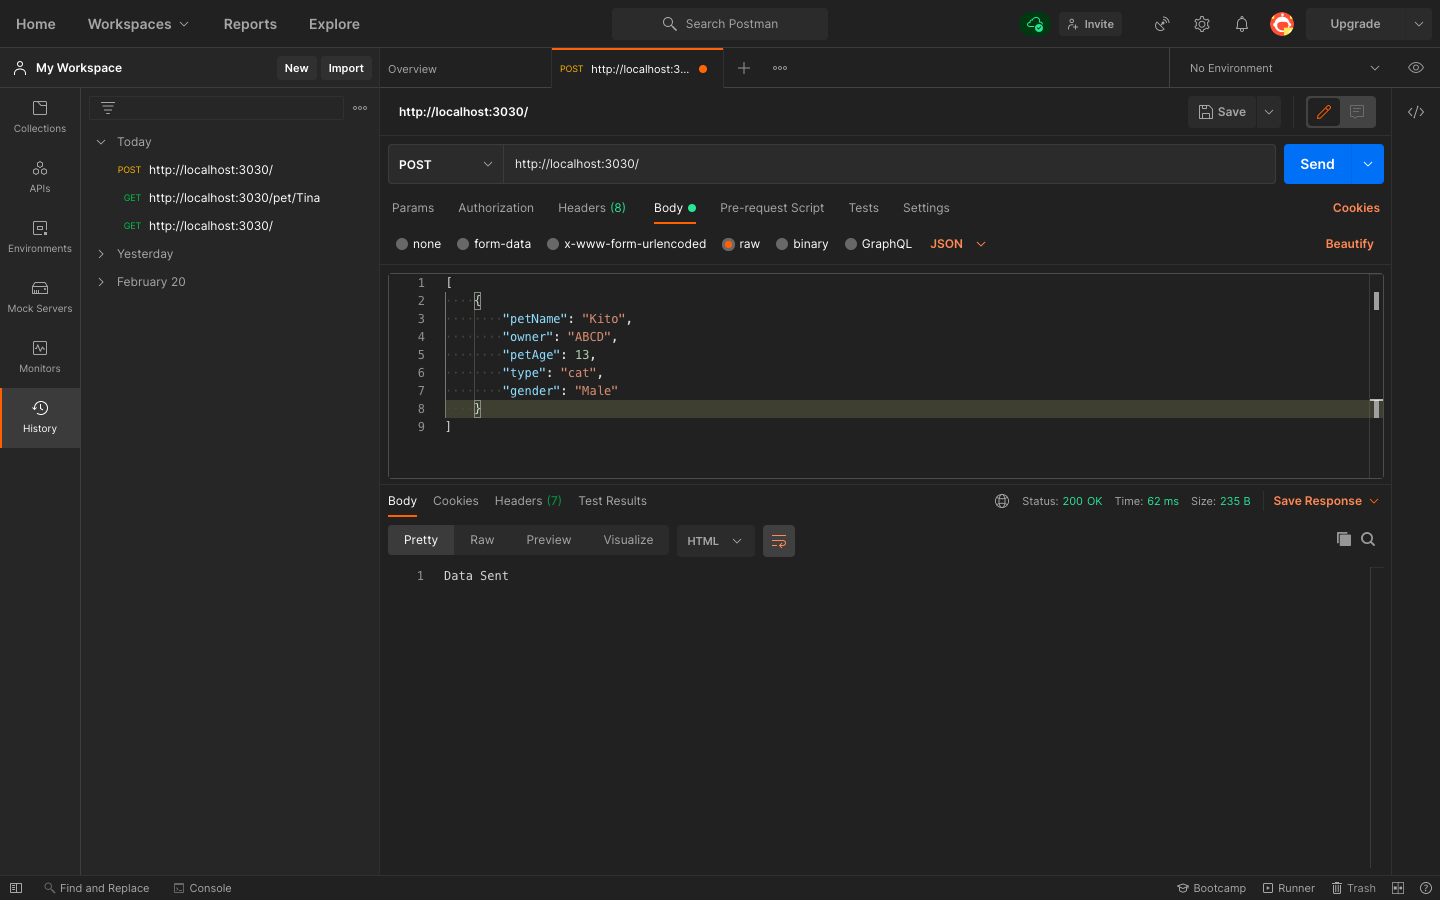 Home Workspaces Reports Explore Search Postman Invite Upgrade
My Workspace New Import Overview POST http://localhost:3... No Environment
Collections
APIs
Environments
Mock Servers
Monitors
History
Today
POST http://localhost:3030/
GET http://localhost:3030/pet/Tina
GET http://localhost:3030/
Yesterday
February 20
http://localhost:3030/ Save
POST http://localhost:3030/ Send
Params Authorization Headers (8) Body Pre-request Script Tests Settings Cookies
none form-data x-www-form-urlencoded raw binary GraphQL JSON Beautify
1 [
2 {
3 "petName": "Kito",
4 "owner": "ABCD",
5 "petAge": 13,
6 "type": "cat",
7 "gender": "Male"
8 }
9 ]
Body Cookies Headers (7) Test Results Status: 200 OK Time: 62 ms Size: 235 B Save Response
Pretty Raw Preview Visualize HTML
1 Data Sent
Find and Replace Console Bootcamp Runner Trash